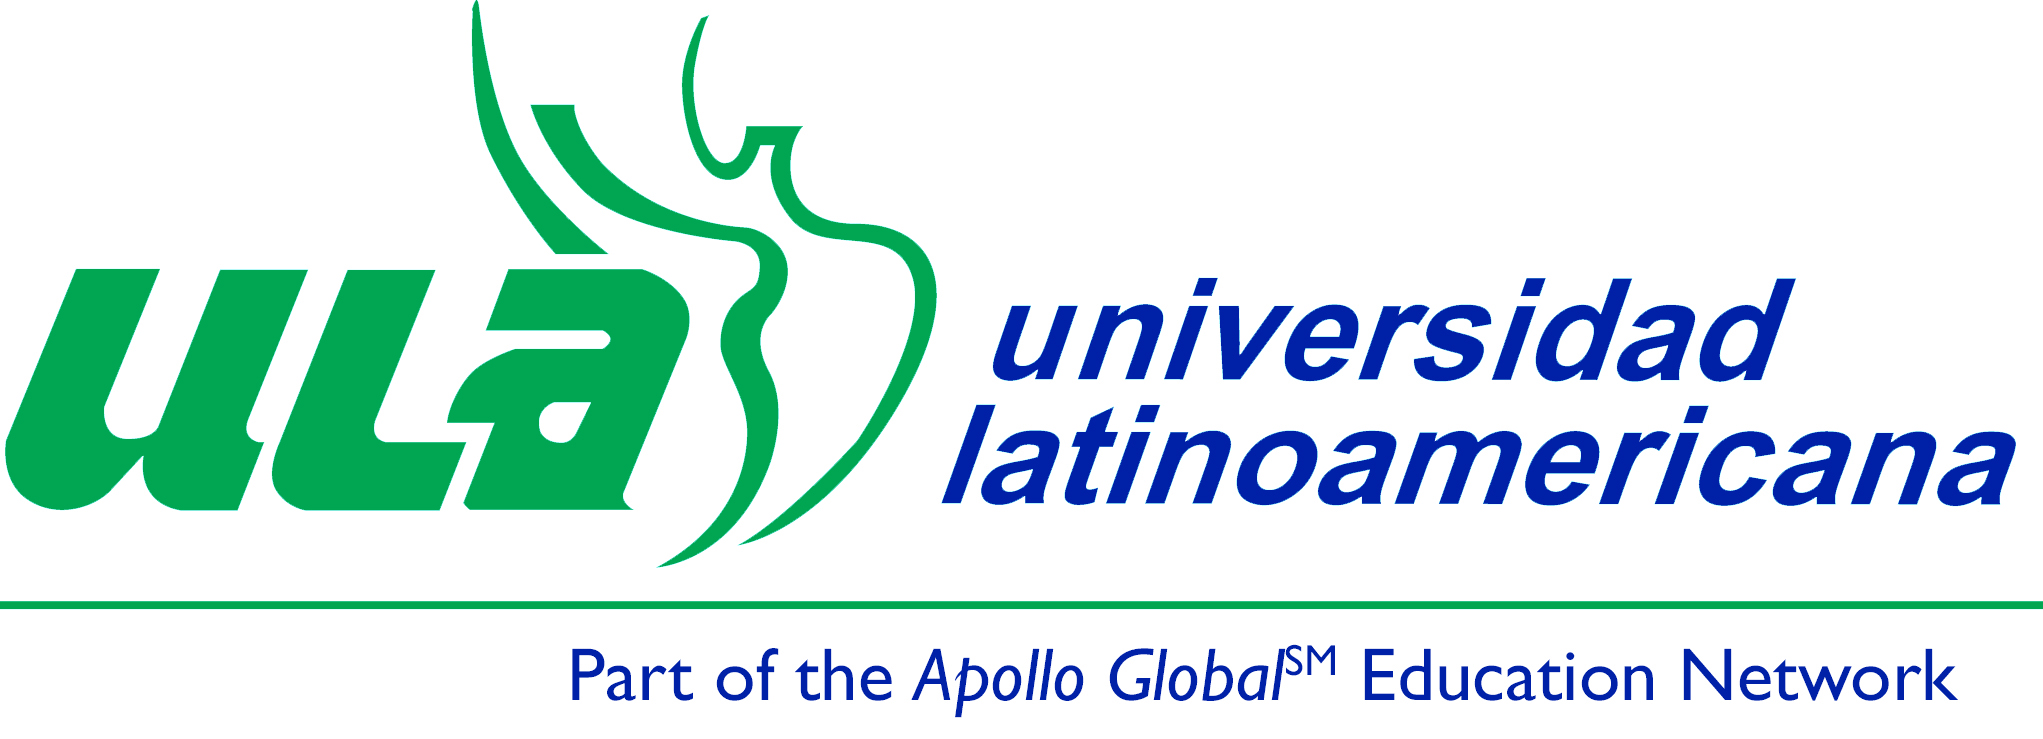 ula
universidad
latinoamericana
Part of the Apollo Global℠ Education Network